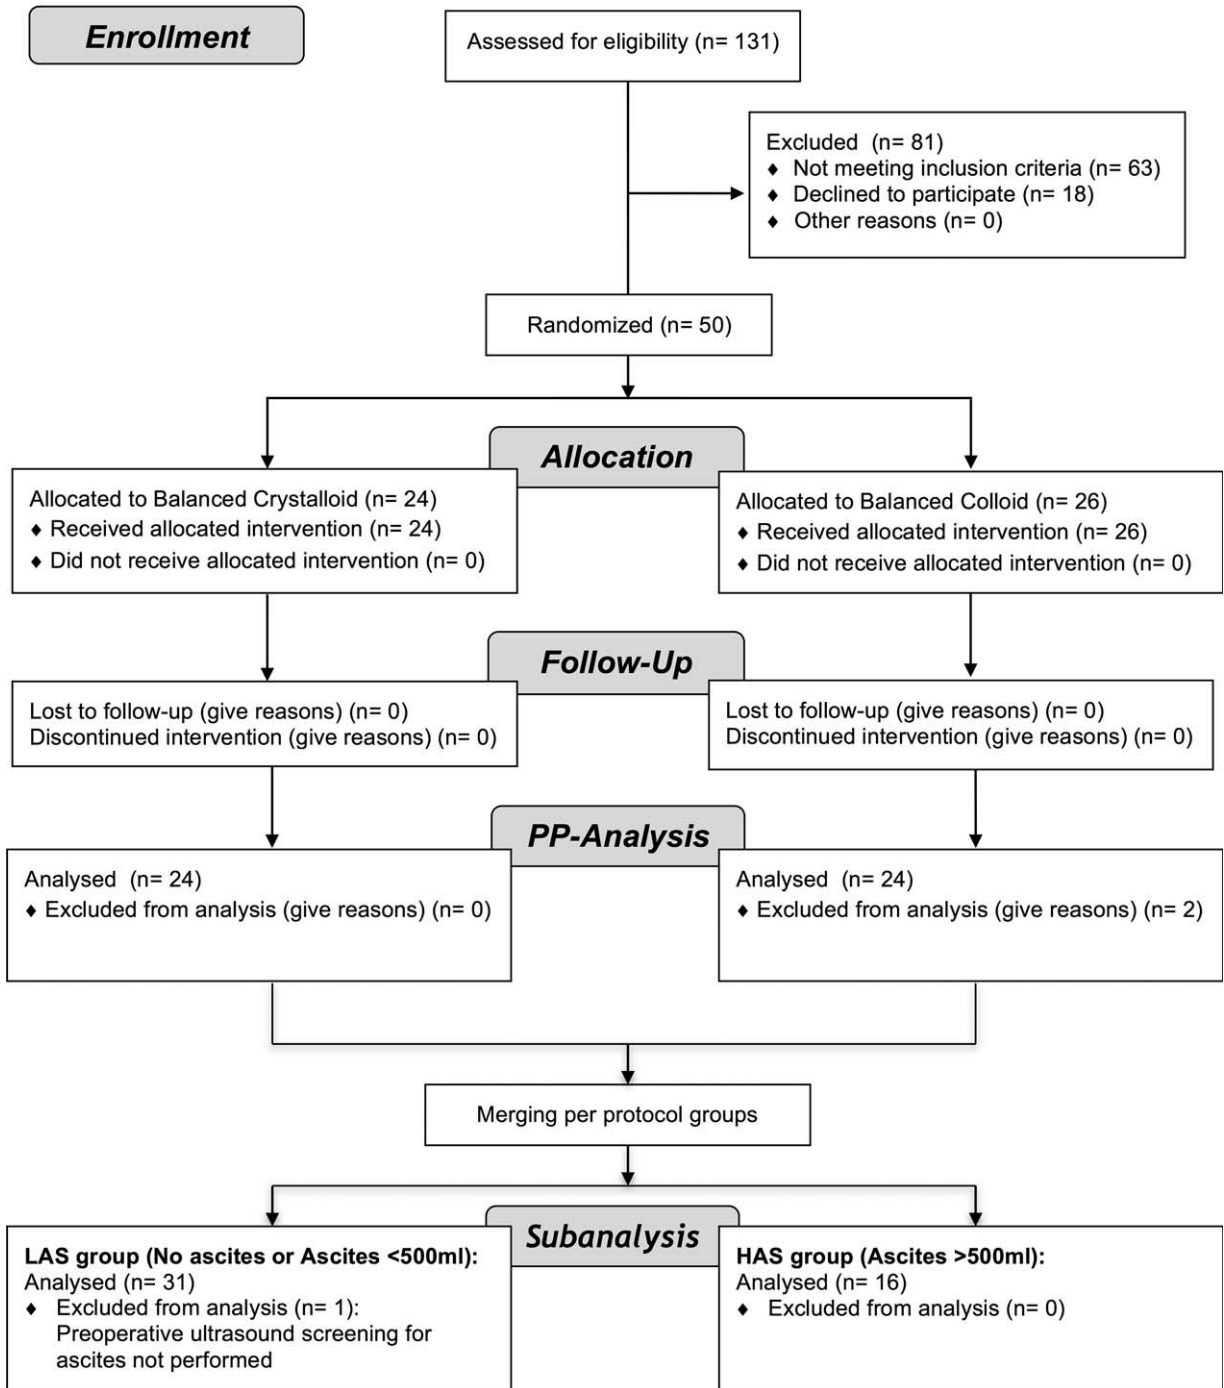 Enrollment
Assessed for eligibility (n= 131)
Excluded  (n= 81)
♦ Not meeting inclusion criteria (n= 63)
♦ Declined to participate (n= 18)
♦ Other reasons (n= 0)
Randomized (n= 50)
Allocation
Allocated to Balanced Crystalloid (n= 24)
♦ Received allocated intervention (n= 24)
♦ Did not receive allocated intervention (n= 0)
Allocated to Balanced Colloid (n= 26)
♦ Received allocated intervention (n= 26)
♦ Did not receive allocated intervention (n= 0)
Follow-Up
Lost to follow-up (give reasons) (n= 0)
Discontinued intervention (give reasons) (n= 0)
Lost to follow-up (give reasons) (n= 0)
Discontinued intervention (give reasons) (n= 0)
PP-Analysis
Analysed  (n= 24)
♦ Excluded from analysis (give reasons) (n= 0)
Analysed  (n= 24)
♦ Excluded from analysis (give reasons) (n= 2)
Merging per protocol groups
Subanalysis
LAS group (No ascites or Ascites <500ml):
Analysed (n= 31)
♦ Excluded from analysis (n= 1):
Preoperative ultrasound screening for
ascites not performed
HAS group (Ascites >500ml):
Analysed (n= 16)
♦ Excluded from analysis (n= 0)